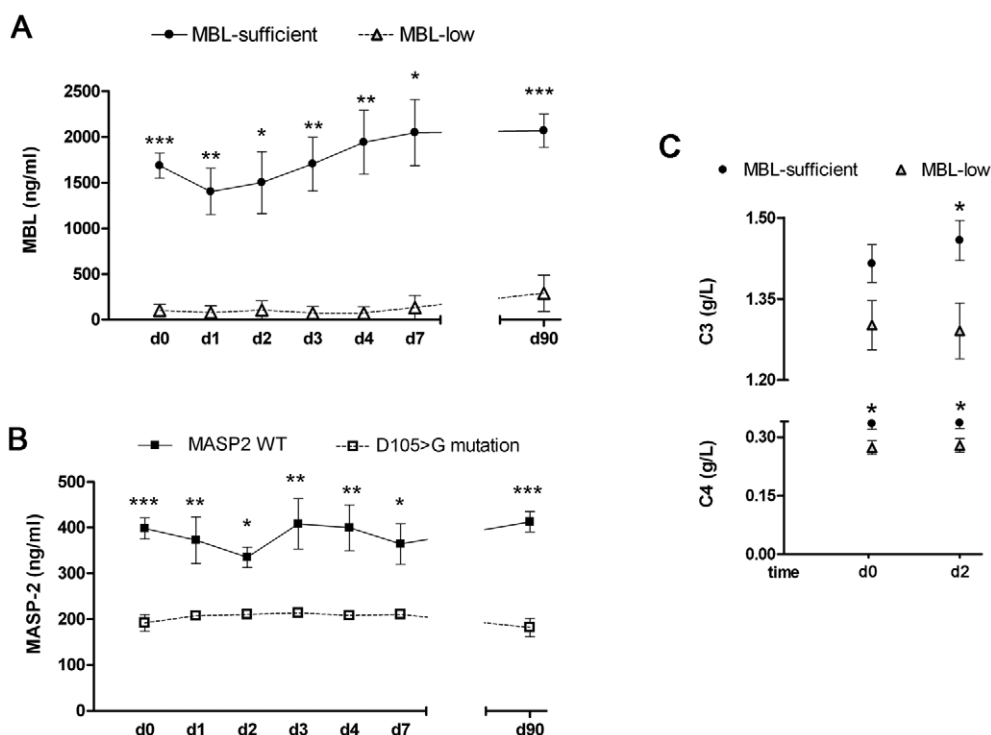 A
MBL-sufficient MBL-low
MBL (ng/ml)
2500
2000
1500
1000
500
0
*** ** * ** ** * ***
d0 d1 d2 d3 d4 d7 d90
B
MASP2 WT D105>G mutation
MASP-2 (ng/ml)
500
400
300
200
100
0
*** ** * ** ** * ***
d0 d1 d2 d3 d4 d7 d90
C
MBL-sufficient MBL-low
C3 (g/L)
1.50
1.35
1.20
*
C4 (g/L)
0.30
0.15
0.00
* *
time d0 d2